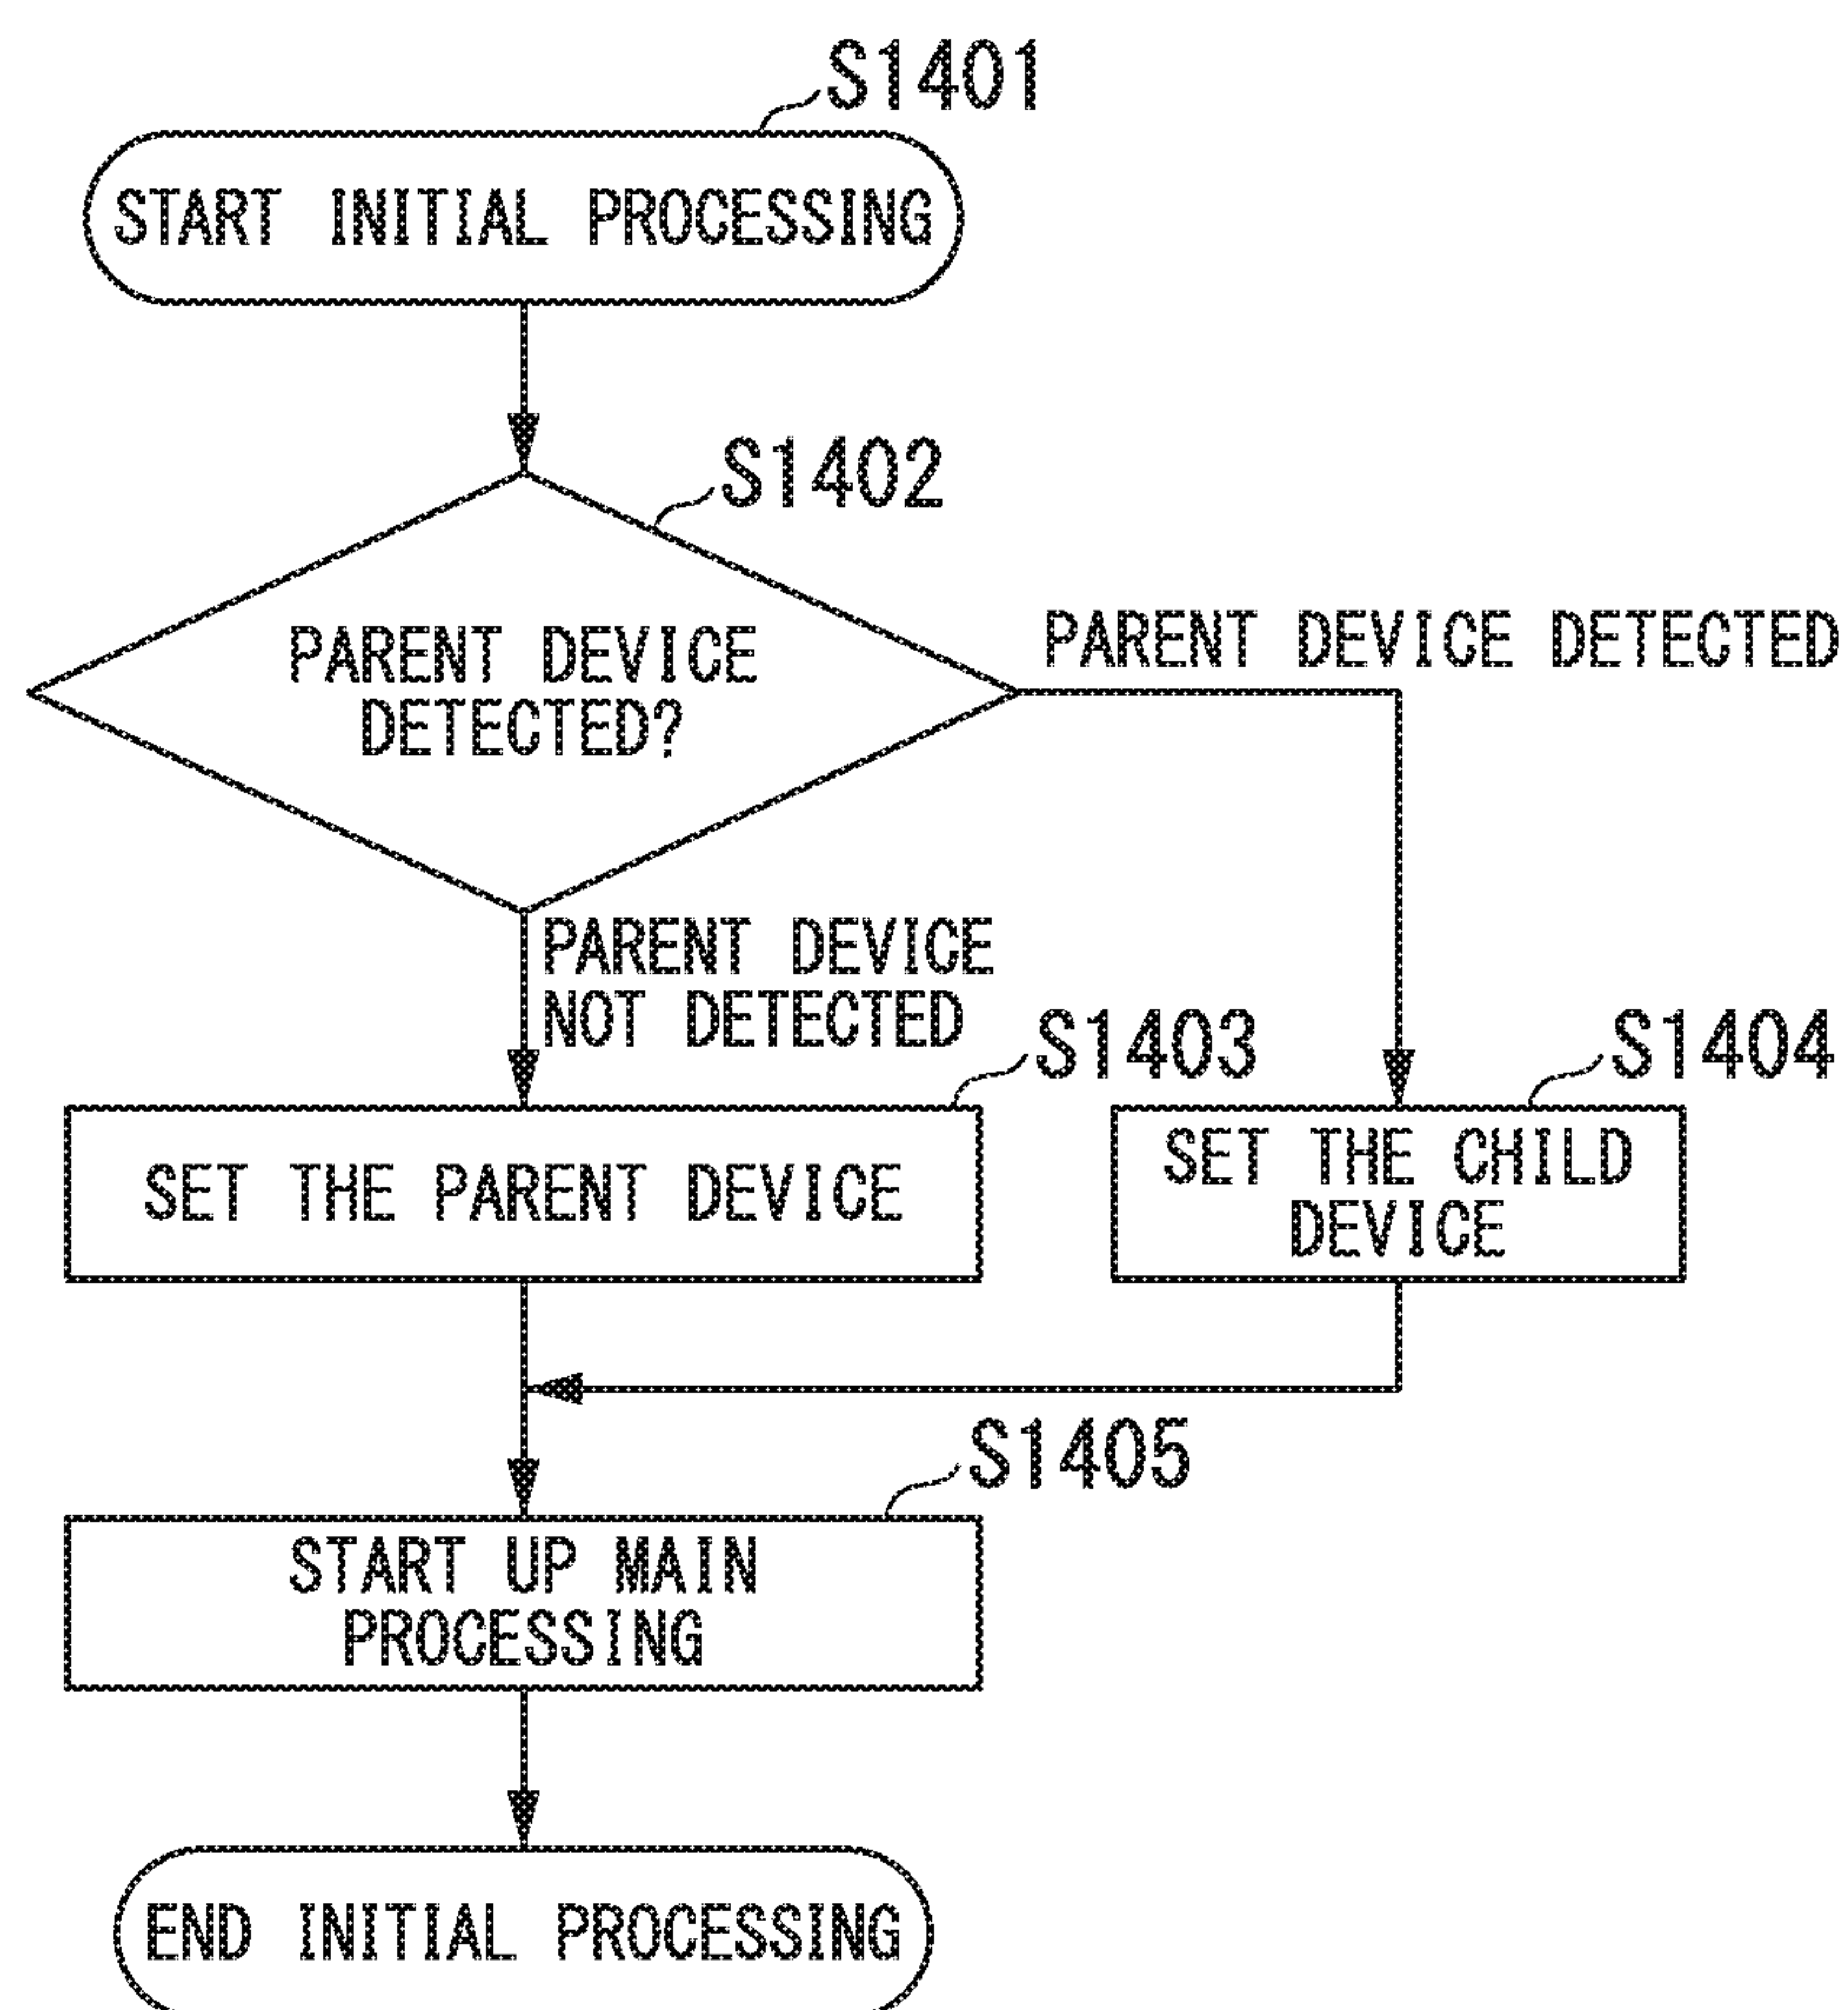 S1401
START INITIAL PROCESSING
S1402
PARENT DEVICE
DETECTED?
PARENT DEVICE DETECTED
PARENT DEVICE
NOT DETECTED
S1403
SET THE PARENT DEVICE
S1404
SET THE CHILD
DEVICE
S1405
START UP MAIN
PROCESSING
END INITIAL PROCESSING